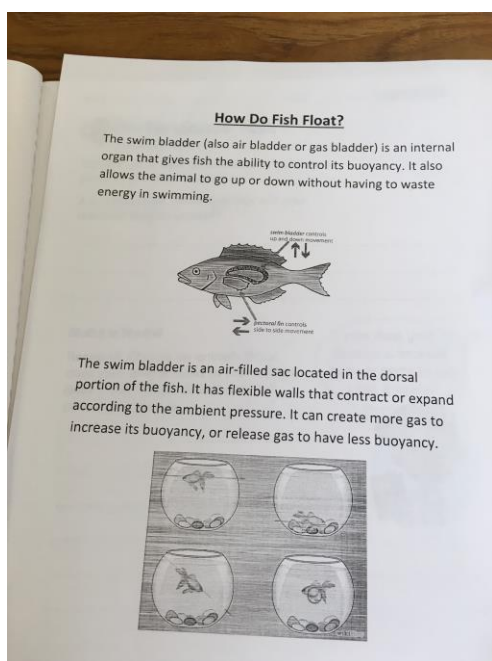 How Do Fish Float?
The swim bladder (also air bladder or gas bladder) is an internal
organ that gives fish the ability to control its buoyancy. It also
allows the animal to go up or down without having to waste
energy in swimming.
swim bladder controls
up and down movement
pectoral fin controls
side to side movement
The swim bladder is an air-filled sac located in the dorsal
portion of the fish. It has flexible walls that contract or expand
according to the ambient pressure. It can create more gas to
increase its buoyancy, or release gas to have less buoyancy.